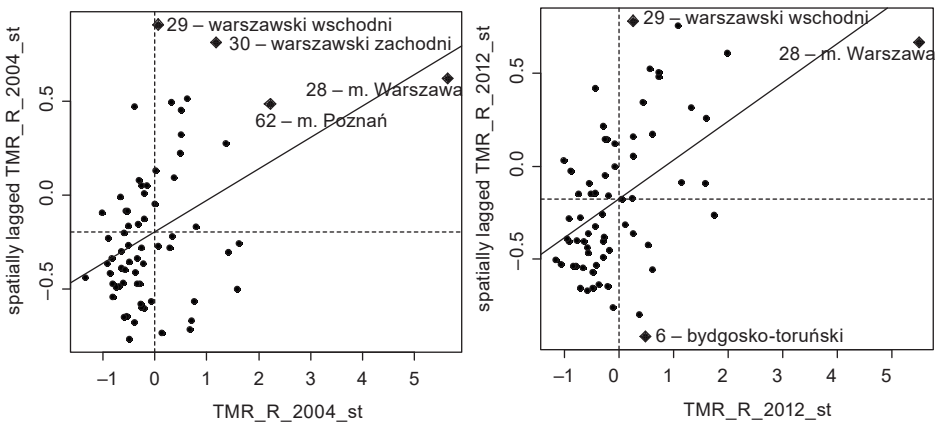 29 – warszawski wschodni
30 – warszawski zachodni
28 – m. Warszawa
62 – m. Poznań
spatially lagged TMR_R_2004_st
0.5
0.0
–0.5
–1 0 1 2 3 4 5
TMR_R_2004_st
29 – warszawski wschodni
28 – m. Warszawa
6 – bydgosko-toruński
spatially lagged TMR_R_2012_st
0.5
0.0
–0.5
–1 0 1 2 3 4 5
TMR_R_2012_st